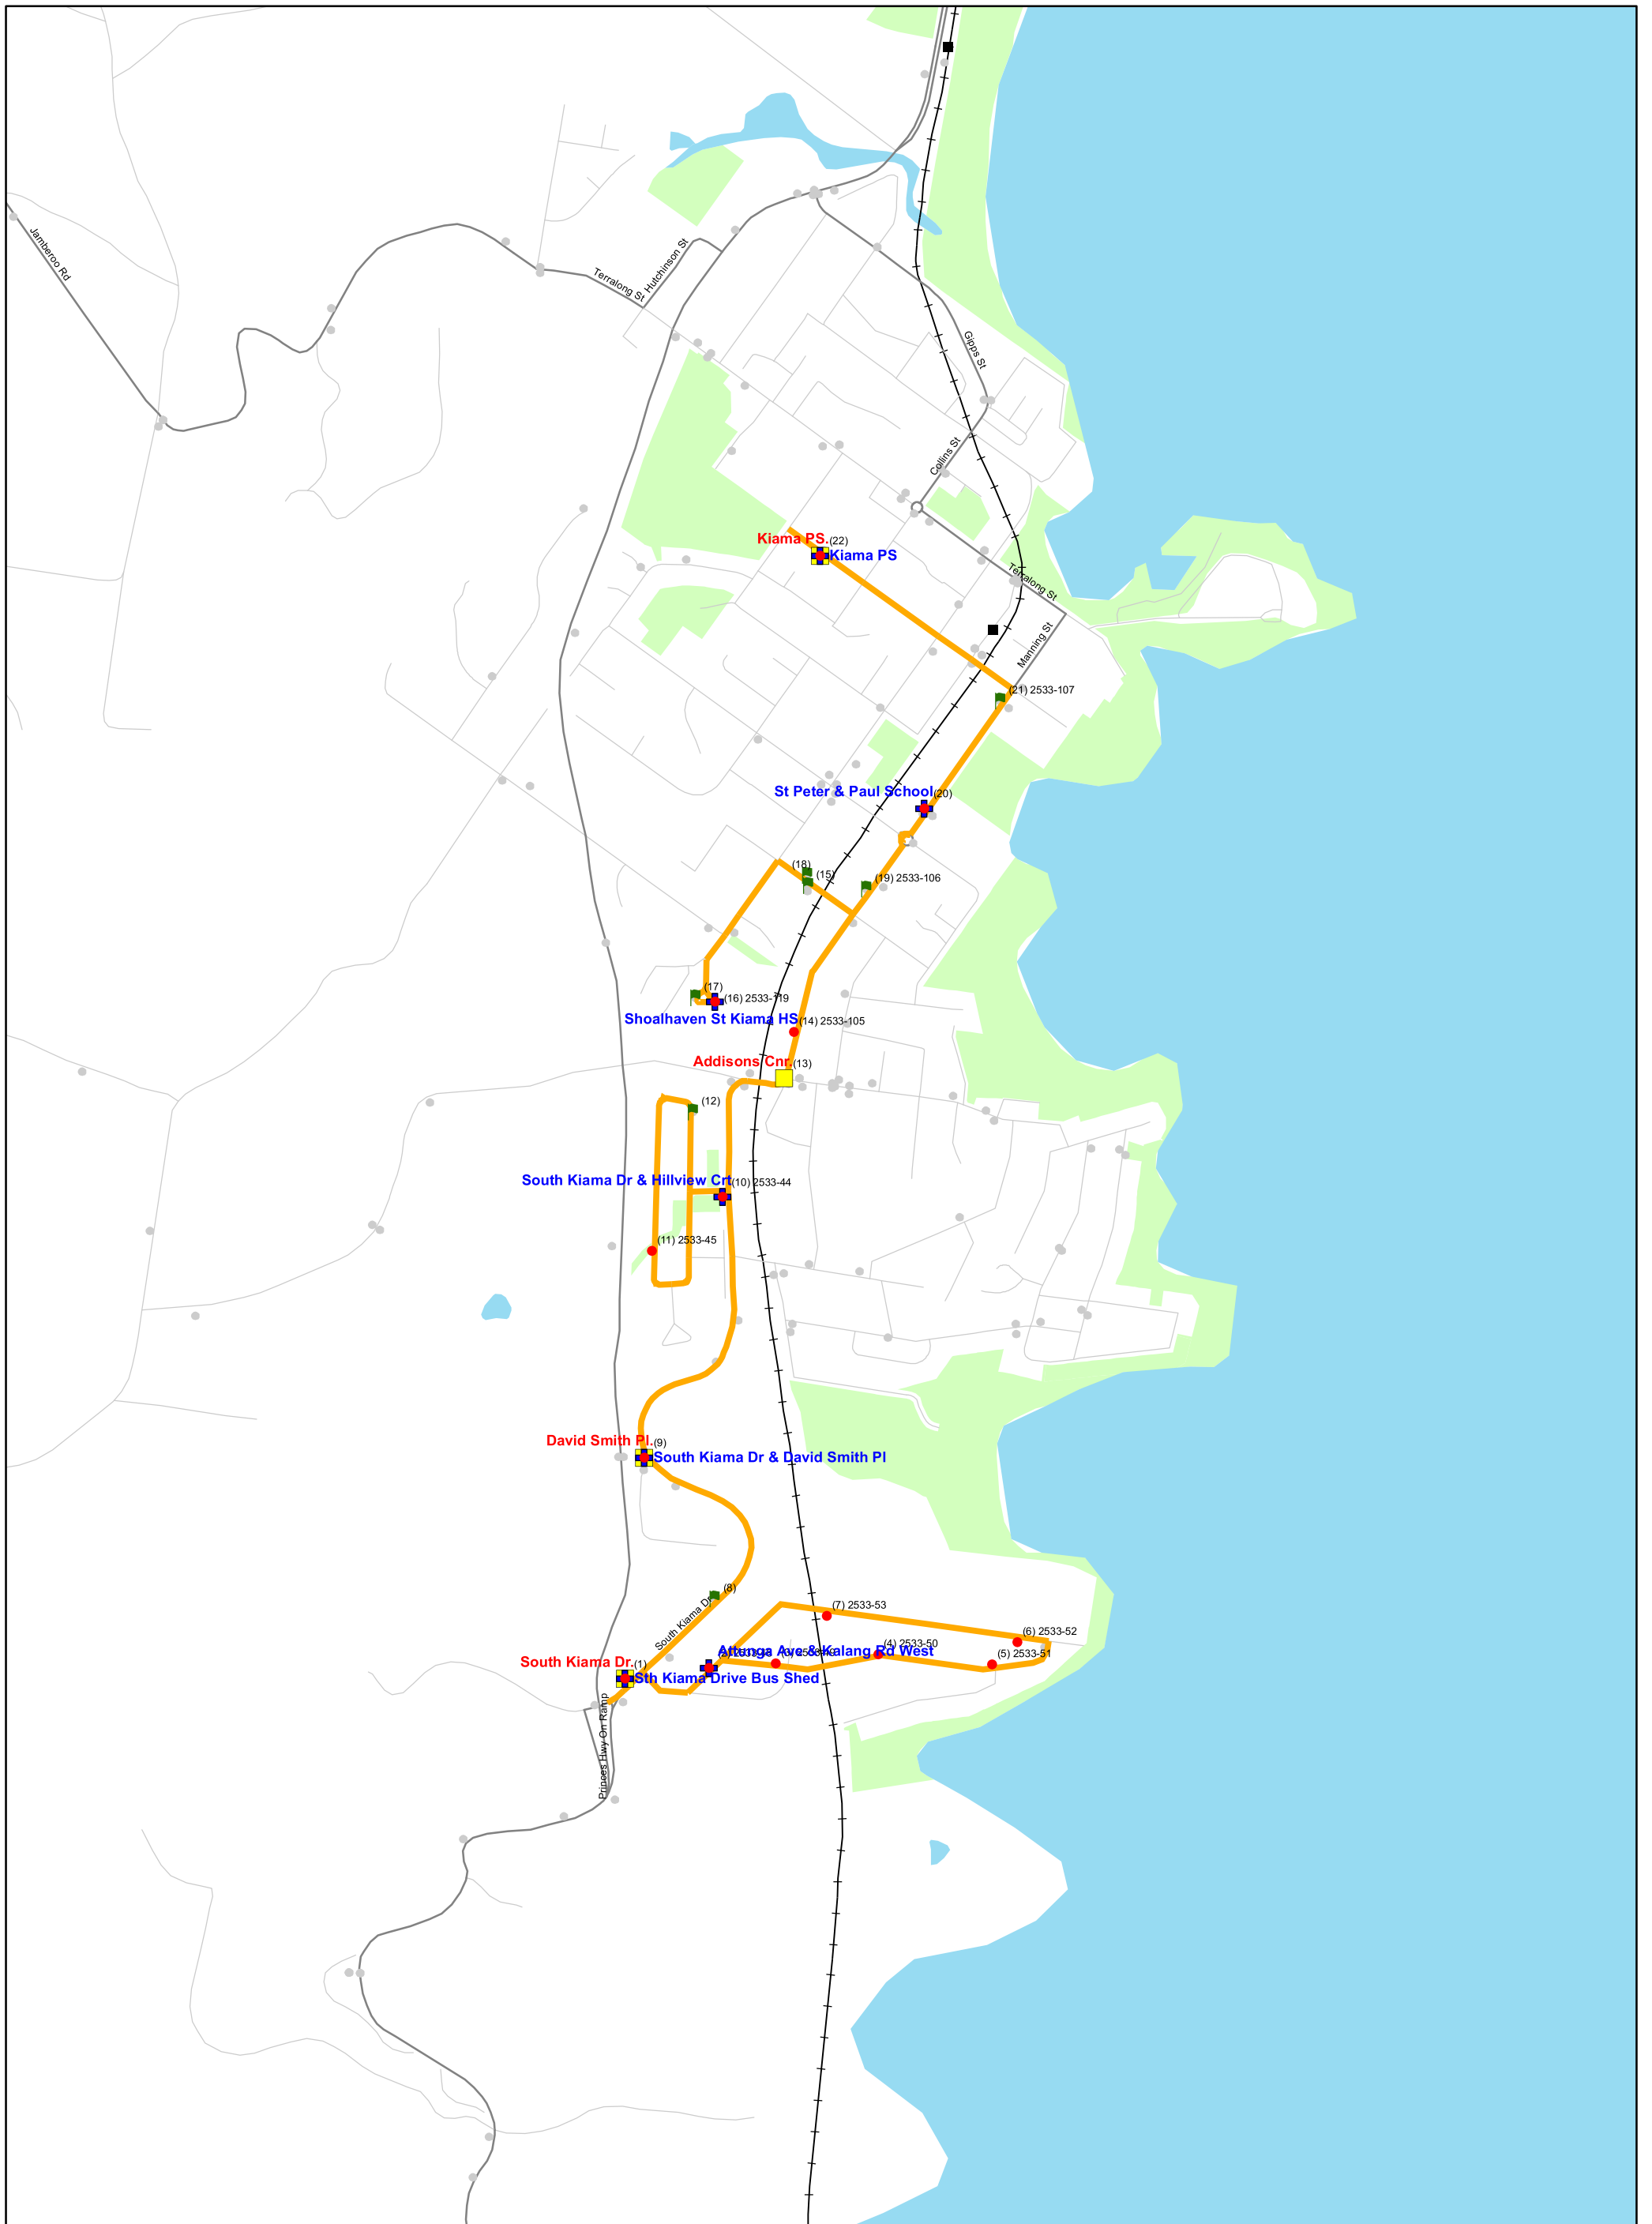 Jamberoo Rd
Terralong St
Hutchinson St
Gipps St
Collins St
Kiama PS.
(22)
Kiama PS
Terralong St
Manning St
(21) 2533-107
St Peter & Paul School
(20)
(18)
(15)
(19) 2533-106
(17)
(16) 2533-119
Shoalhaven St Kiama HS
(14) 2533-105
Addisons Cnr.
(13)
(12)
South Kiama Dr & Hillview Crt
(10) 2533-44
(11) 2533-45
David Smith Pl.
(9)
South Kiama Dr & David Smith Pl
(8)
South Kiama Dr
(7) 2533-53
(6) 2533-52
(4) 2533-50
Attunga Ave & Kalang Rd West
(5) 2533-51
South Kiama Dr.
(1)
Sth Kiama Drive Bus Shed
Princes Hwy On Ramp